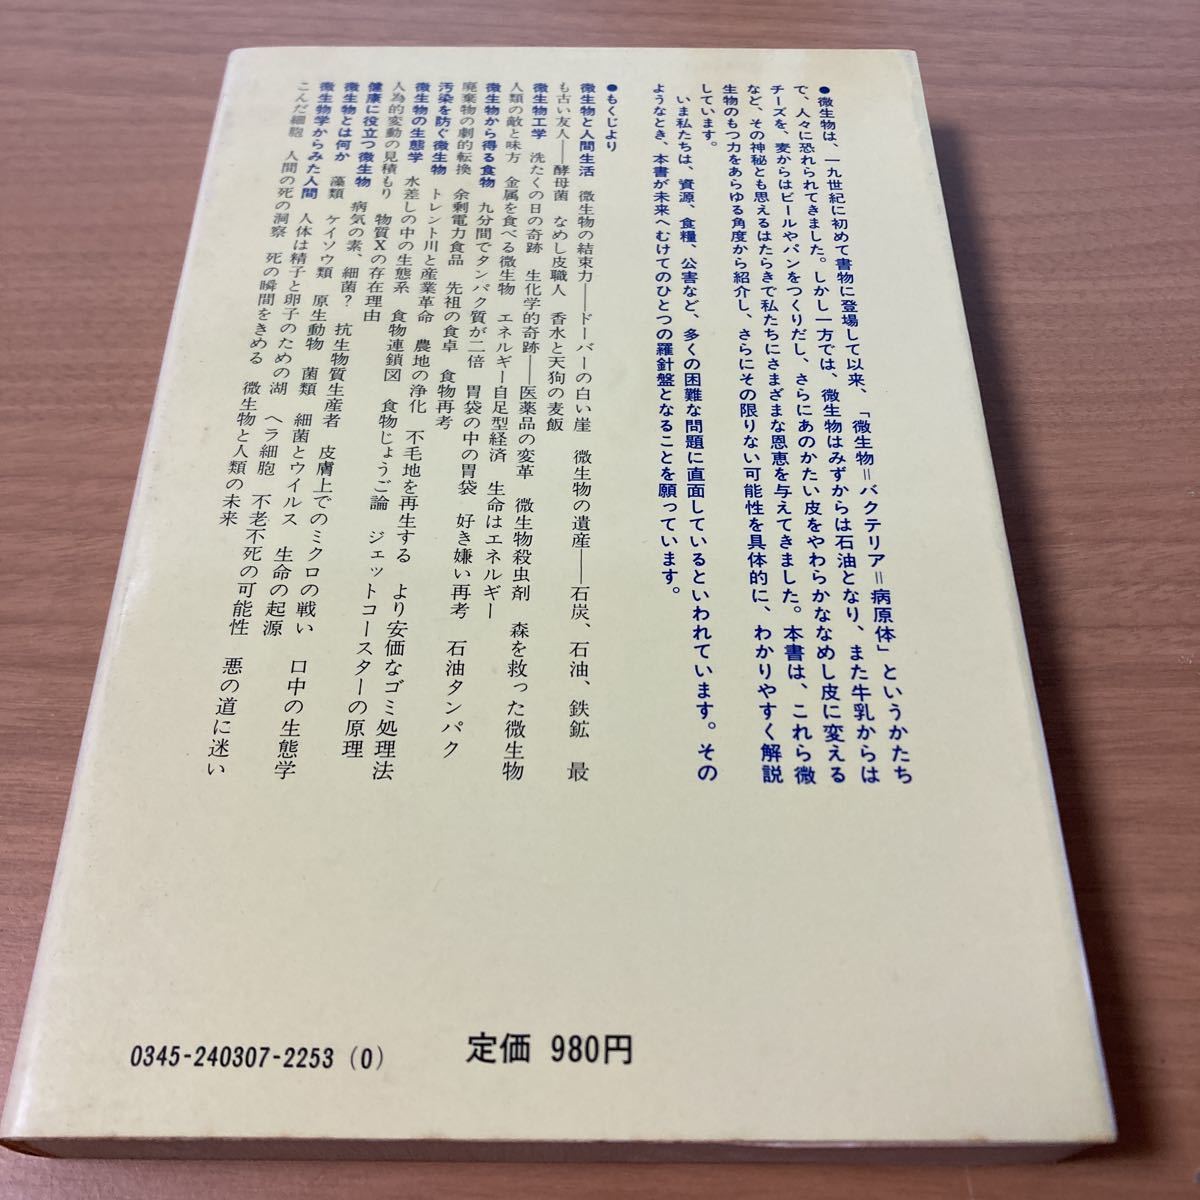 ●微生物は、一九世紀に初めて書物に登場して以来、「微生物＝バクテリア＝病原体」というかたち
で、人々に恐れられてきました。しかし一方では、微生物はみずからは石油となり、また牛乳からは
チーズを、麦からはビールやパンをつくりだし、さらにあのかたい皮をやわらかななめし皮に変える
など、その神秘とも思えるはたらきで私たちにさまざまな恩恵を与えてきました。本書は、これら微
生物のもつ力をあらゆる角度から紹介し、さらにその限りない可能性を具体的に、わかりやすく解説
しています。
いま私たちは、資源、食糧、公害など、多くの困難な問題に直面しているといわれています。その
ようなとき、本書が未来へむけてのひとつの羅針盤となることを願っています。
●もくじより
微生物と人間生活　微生物の結束力――ドーバーの白い崖　微生物の遺産――石炭、石油、鉄鉱　最
も古い友人――酵母菌　なめし皮職人　香水と天狗の麦飯
微生物工学　洗たくの日の奇跡　生化学的奇跡――医薬品の変革　微生物殺虫剤　森を救った微生物
人類の敵と味方　金属を食べる微生物　エネルギー自足型経済　生命はエネルギー
微生物から得る食物　九分間でタンパク質が二倍　胃袋の中の胃袋　好き嫌い再考　石油タンパク
廃棄物の劇的転換　余剰電力食品　先祖の食卓　食物再考
汚染を防ぐ微生物　トレント川と産業革命　農地の浄化　不毛地を再生する　より安価なゴミ処理法
微生物の生態学　水差しの中の生態系　食物連鎖図　食物じょうご論　ジェットコースターの原理
人為的変動の見積もり　物質Xの存在理由
健康に役立つ微生物　病気の素、細菌？　抗生物質生産者　皮膚上でのミクロの戦い　口中の生態学
微生物とは何か　藻類　ケイソウ類　原生動物　菌類　細菌とウイルス　生命の起源
微生物学からみた人間　人体は精子と卵子のための湖　ヘラ細胞　不老不死の可能性　悪の道に迷い
こんだ細胞　人間の死の洞察　死の瞬間をきめる　微生物と人類の未来
0345-240307-2253 (0)
定価 980円